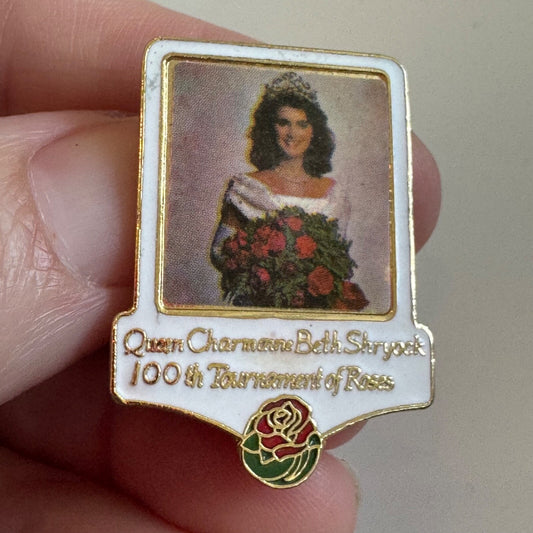 Queen Charmaine Beth Shryock
100th Tournament of Roses